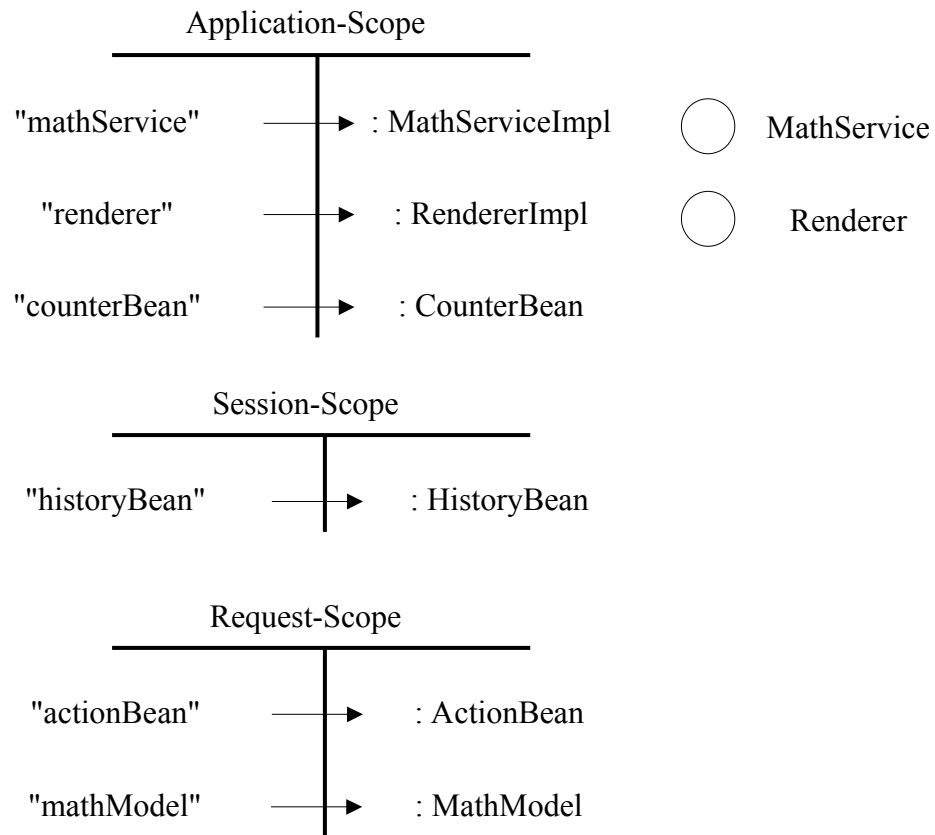 Application-Scope
"mathService" : MathServiceImpl MathService
"renderer" : RendererImpl Renderer
"counterBean" : CounterBean
Session-Scope
"historyBean" : HistoryBean
Request-Scope
"actionBean" : ActionBean
"mathModel" : MathModel